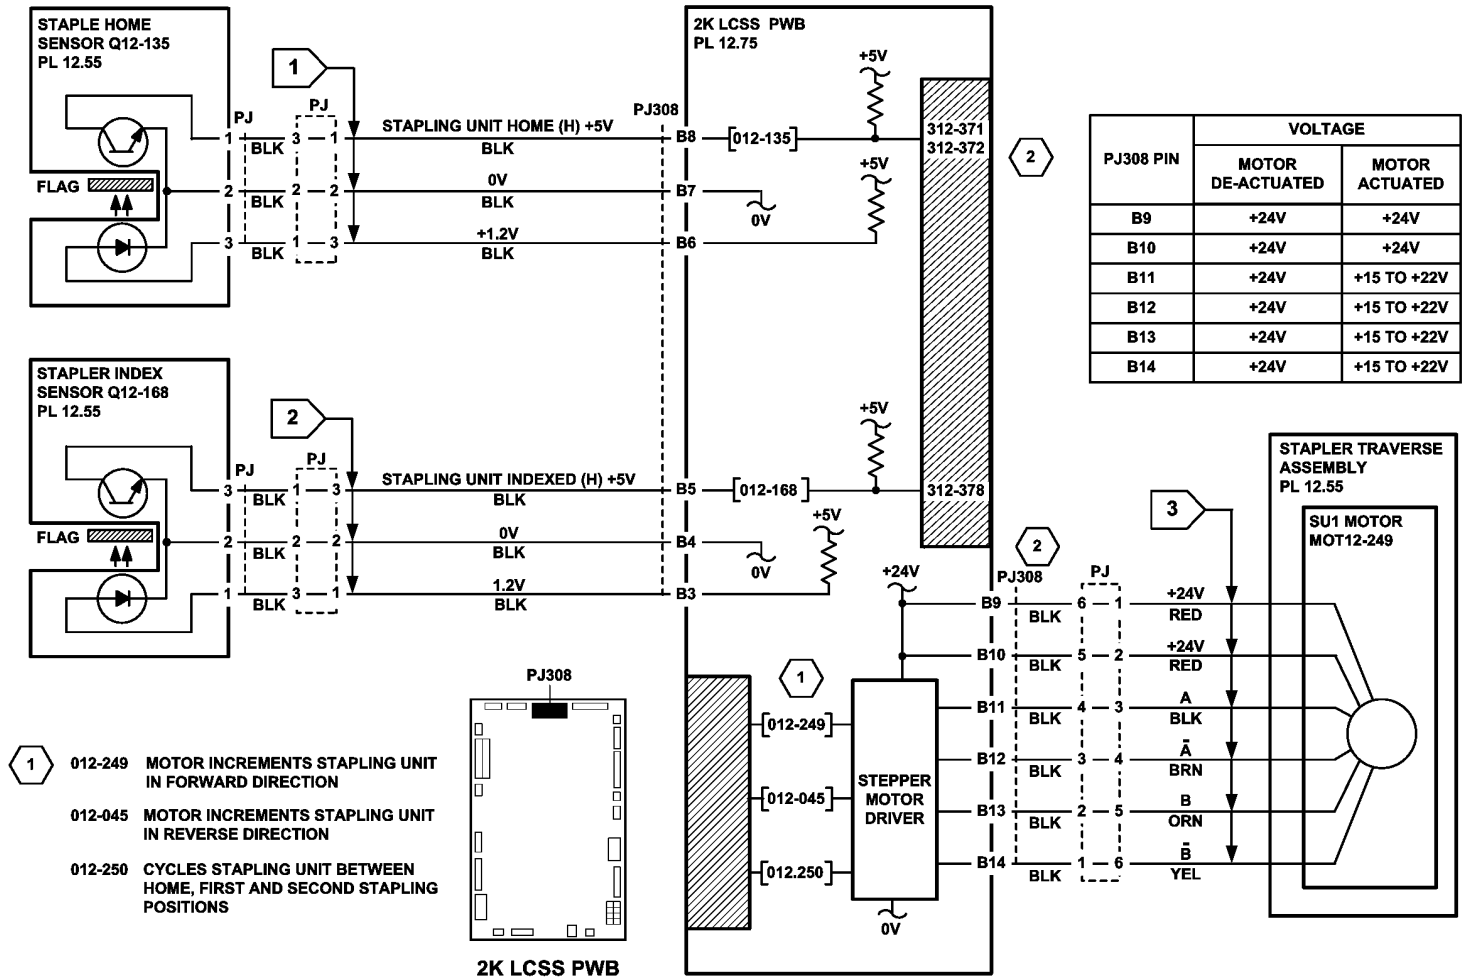 STAPLE HOME
SENSOR Q12-135
PL 12.55
FLAG
PJ
1
2
3
BLK
BLK
BLK
PJ
3 1
2 2
1 3
1
STAPLING UNIT HOME (H) +5V
BLK
0V
BLK
+1.2V
BLK
PJ308
B8
B7
B6
2K LCSS PWB
PL 12.75
+5V
012-135
+5V
0V
312-371
312-372
2
PJ308 PIN
VOLTAGE
MOTOR DE-ACTUATED
MOTOR ACTUATED
B9 +24V +24V
B10 +24V +24V
B11 +24V +15 TO +22V
B12 +24V +15 TO +22V
B13 +24V +15 TO +22V
B14 +24V +15 TO +22V
STAPLER INDEX
SENSOR Q12-168
PL 12.55
FLAG
PJ
3
2
1
BLK
BLK
BLK
PJ
1 3
2 2
3 1
2
STAPLING UNIT INDEXED (H) +5V
BLK
0V
BLK
1.2V
BLK
B5
B4
B3
+5V
012-168
+5V
0V
312-378
STAPLER TRAVERSE
ASSEMBLY
PL 12.55
SU1 MOTOR
MOT12-249
3
2
+24V
PJ308
PJ
B9 BLK 6 1 +24V RED
B10 BLK 5 2 +24V RED
B11 BLK 4 3 A BLK
B12 BLK 3 4 A̅ BRN
B13 BLK 2 5 B ORN
B14 BLK 1 6 B̅ YEL
1
012-249
012-045
012.250
STEPPER
MOTOR
DRIVER
0V
PJ308
2K LCSS PWB
1
012-249 MOTOR INCREMENTS STAPLING UNIT
IN FORWARD DIRECTION
012-045 MOTOR INCREMENTS STAPLING UNIT
IN REVERSE DIRECTION
012-250 CYCLES STAPLING UNIT BETWEEN
HOME, FIRST AND SECOND STAPLING
POSITIONS